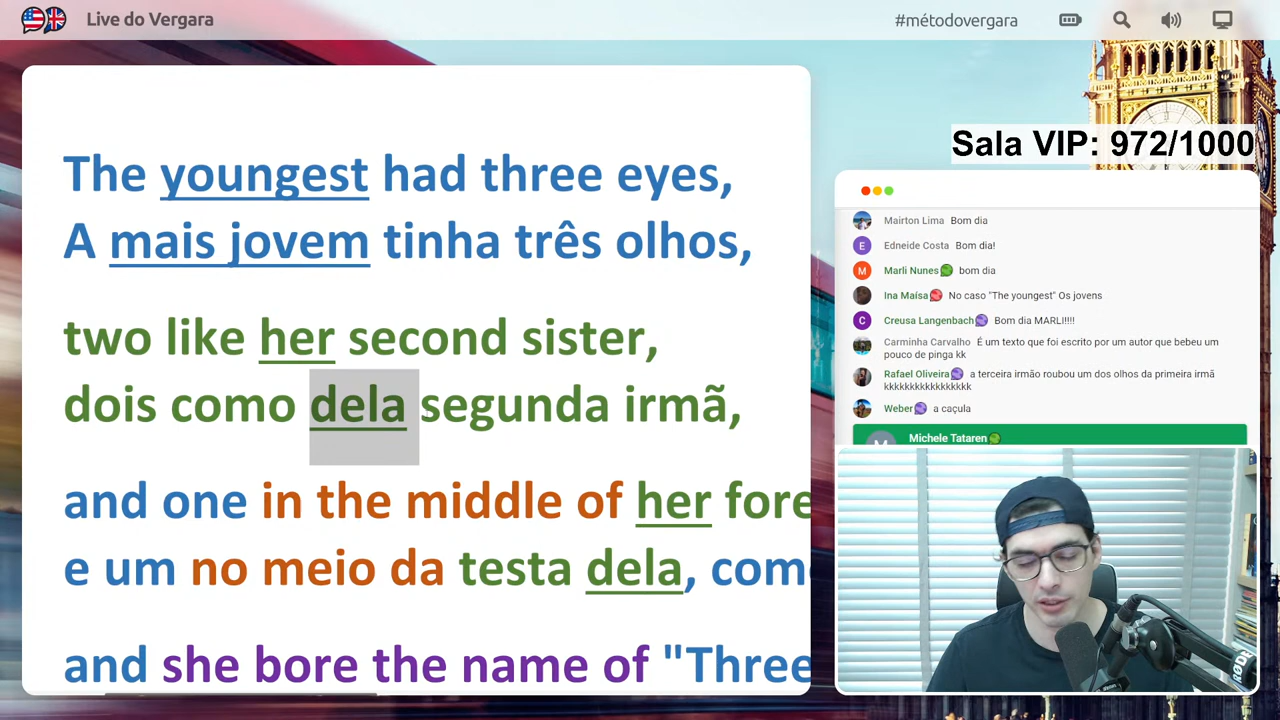 Live do Vergara
#métodovergara
The youngest had three eyes,
A mais jovem tinha três olhos,
two like her second sister,
dois como dela segunda irmã,
and one in the middle of her fore
e um no meio da testa dela, com
and she bore the name of "Three
Sala VIP: 972/1000
Mairton Lima Bom dia
E Edneide Costa Bom dia!
M Marli Nunes bom dia
Ina Maísa No caso "The youngest" Os jovens
C Creusa Langenbach Bom dia MARLI!!!!
Carminha Carvalho É um texto que foi escrito por um autor que bebeu um
pouco de pinga kk
Rafael Oliveira a terceira irmão roubou um dos olhos da primeira irmã
kkkkkkkkkkkkkkkkk
Weber a caçula
Michele Tataren
RØDE